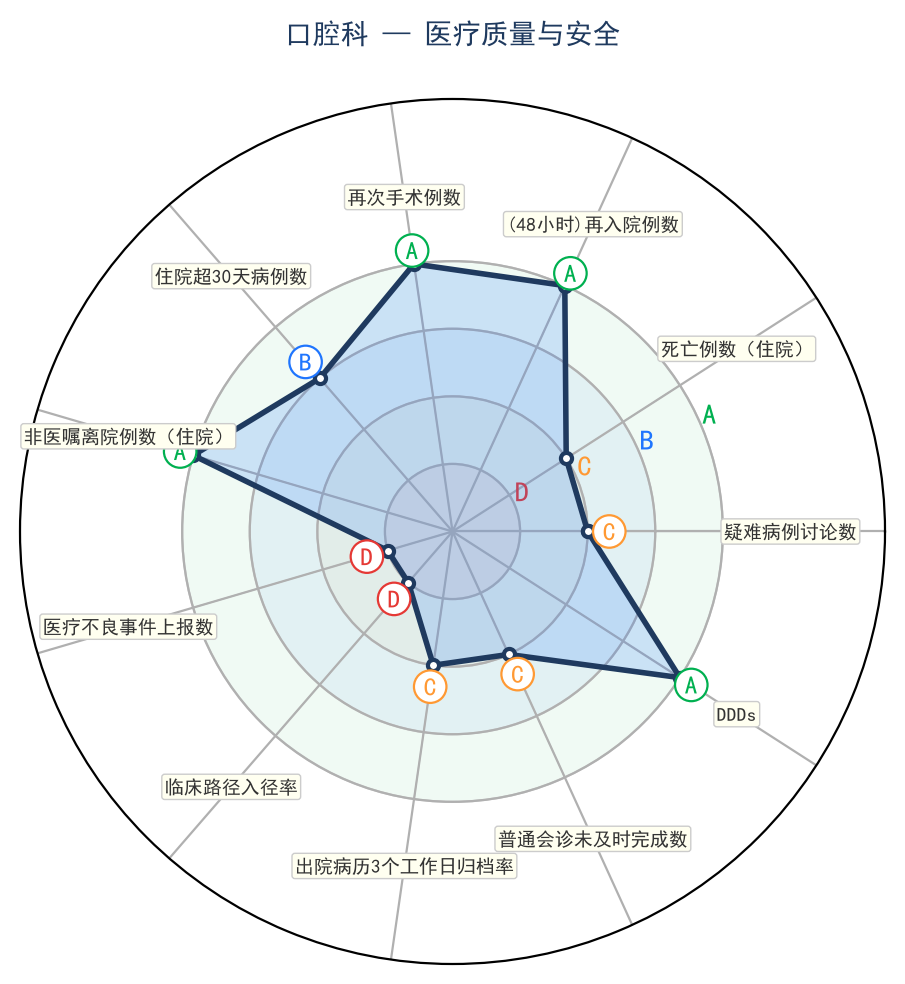 口腔科 — 医疗质量与安全
再次手术例数
(48小时)再入院例数
A
A
住院超30天病例数
B
死亡例数（住院）
A
B
非医嘱离院例数（住院）
A
C
D
疑难病例讨论数
C
D
D
医疗不良事件上报数
C
C
A
DDDs
临床路径入径率
普通会诊未及时完成数
出院病历3个工作日归档率